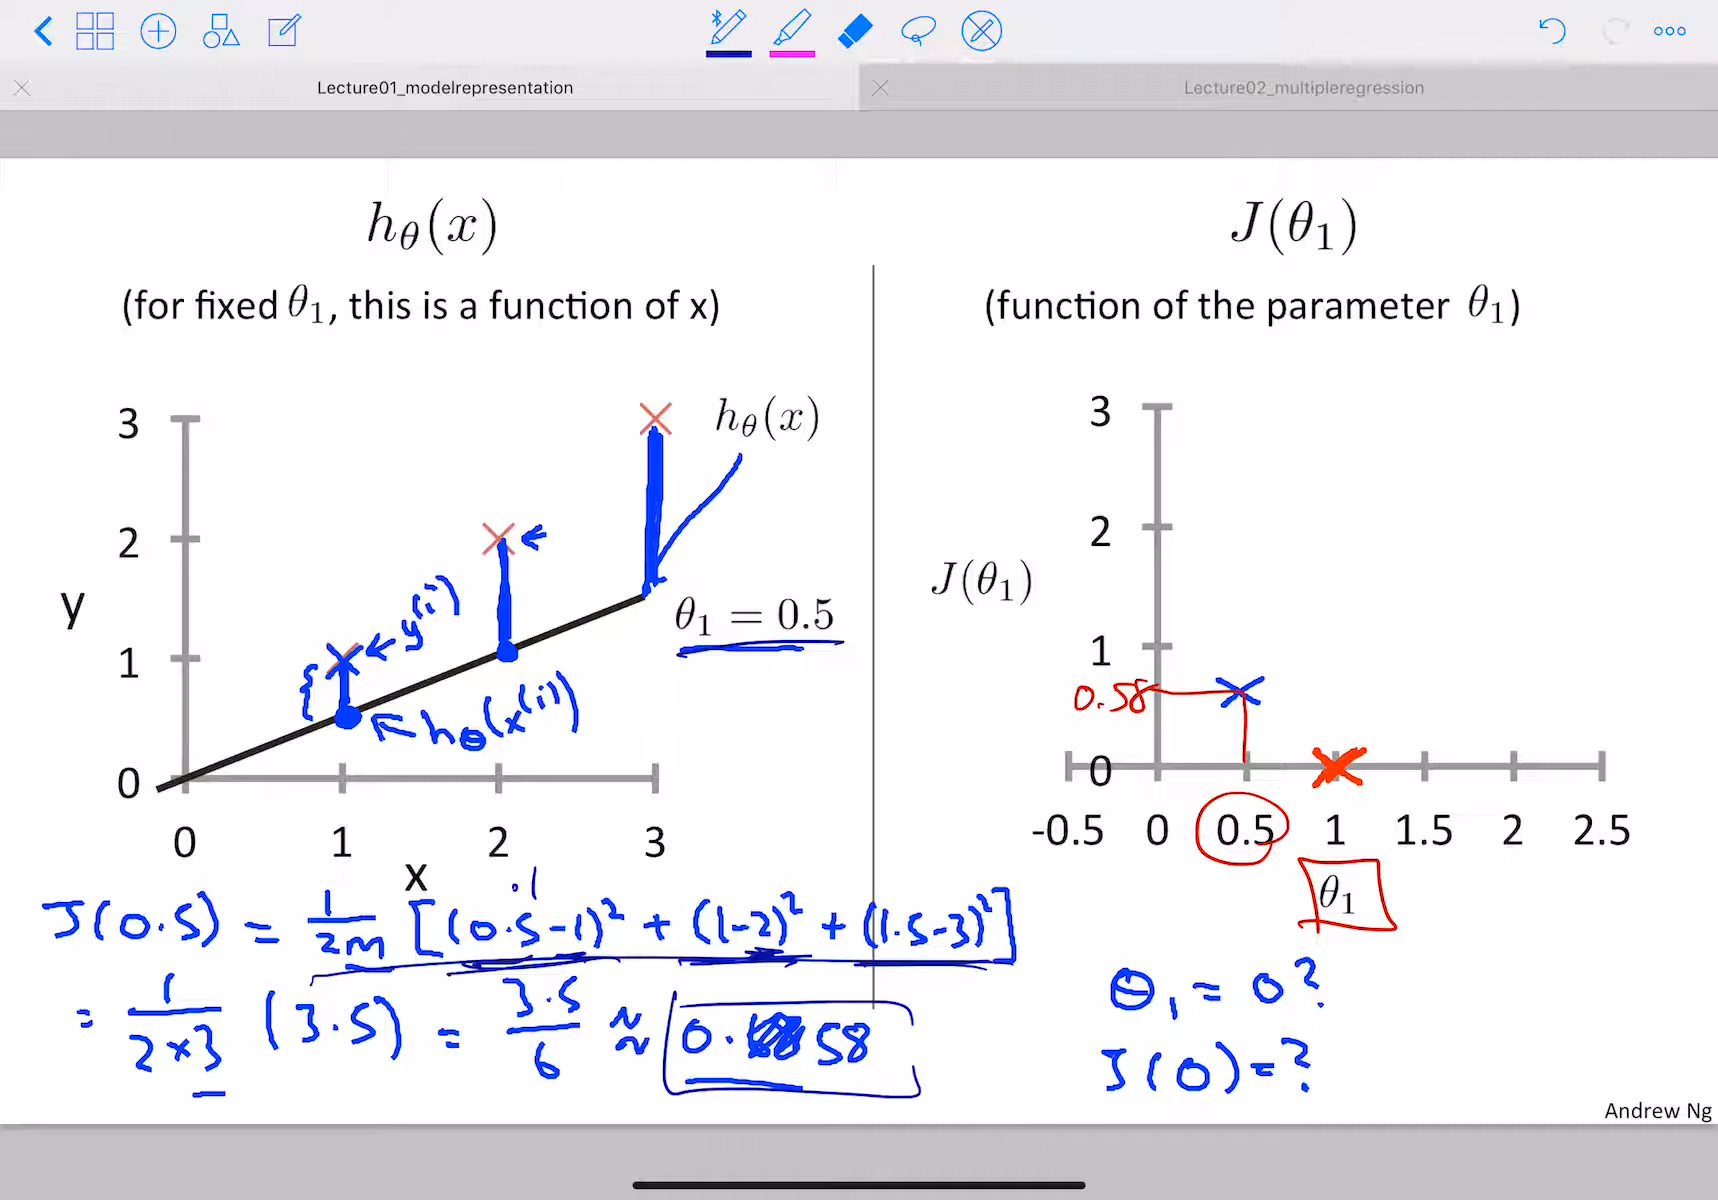 Lecture01_modelrepresentation
Lecture02_multipleregression
hθ(x)
(for fixed θ₁, this is a function of x)
3
2
1
0
y
0 1 2 3
x
hθ(x)
θ₁ = 0.5
y⁽ⁱ⁾
hθ(x⁽ⁱ⁾)
J(0.5) = 1/2m [(0.5-1)² + (1-2)² + (1.5-3)²]
= 1/2×3 (3.5) = 3.5/6 ≈ 0.58
J(θ₁)
(function of the parameter θ₁)
3
2
1
0.58
0
J(θ₁)
-0.5 0 0.5 1 1.5 2 2.5
θ₁
θ₁ = 0?
J(0) = ?
Andrew Ng